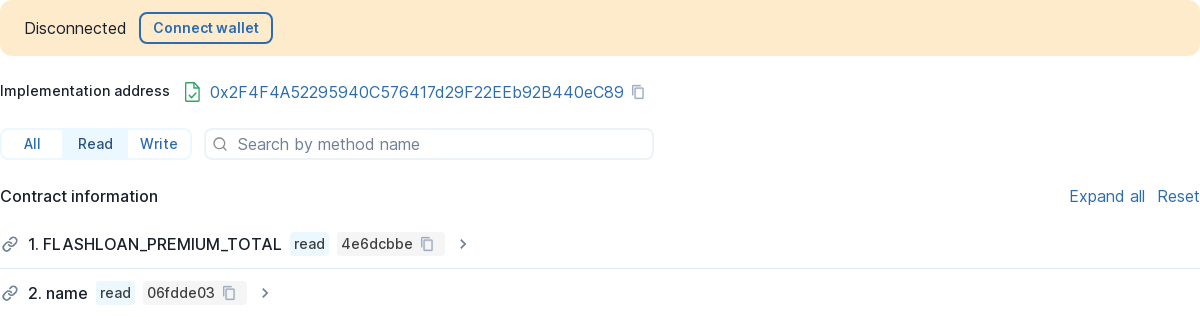 Disconnected Connect wallet
Implementation address 0x2F4F4A52295940C576417d29F22EEb92B440eC89
All Read Write Search by method name
Contract information Expand all Reset
1. FLASHLOAN_PREMIUM_TOTAL read 4e6dcbbe
2. name read 06fdde03